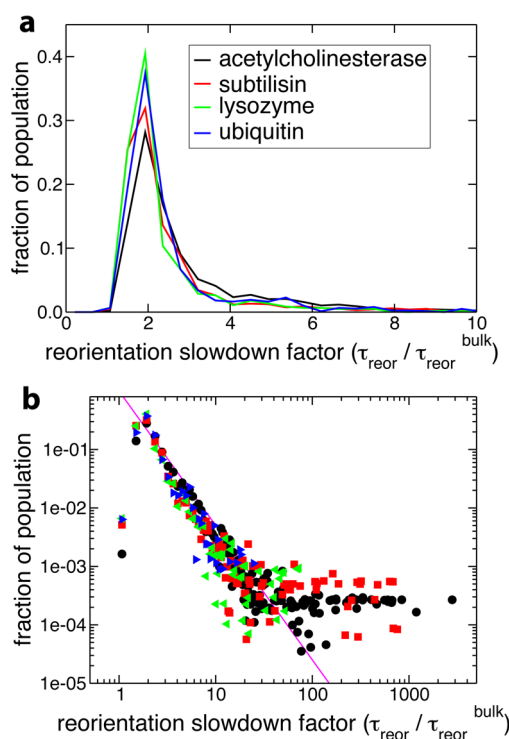 a
0.4
0.3
0.2
0.1
0.0
fraction of population
acetylcholinesterase
subtilisin
lysozyme
ubiquitin
0 2 4 6 8 10
reorientation slowdown factor (τreor / τreor bulk)
b
1e-01
1e-02
1e-03
1e-04
1e-05
fraction of population
1 10 100 1000
reorientation slowdown factor (τreor / τreor bulk)